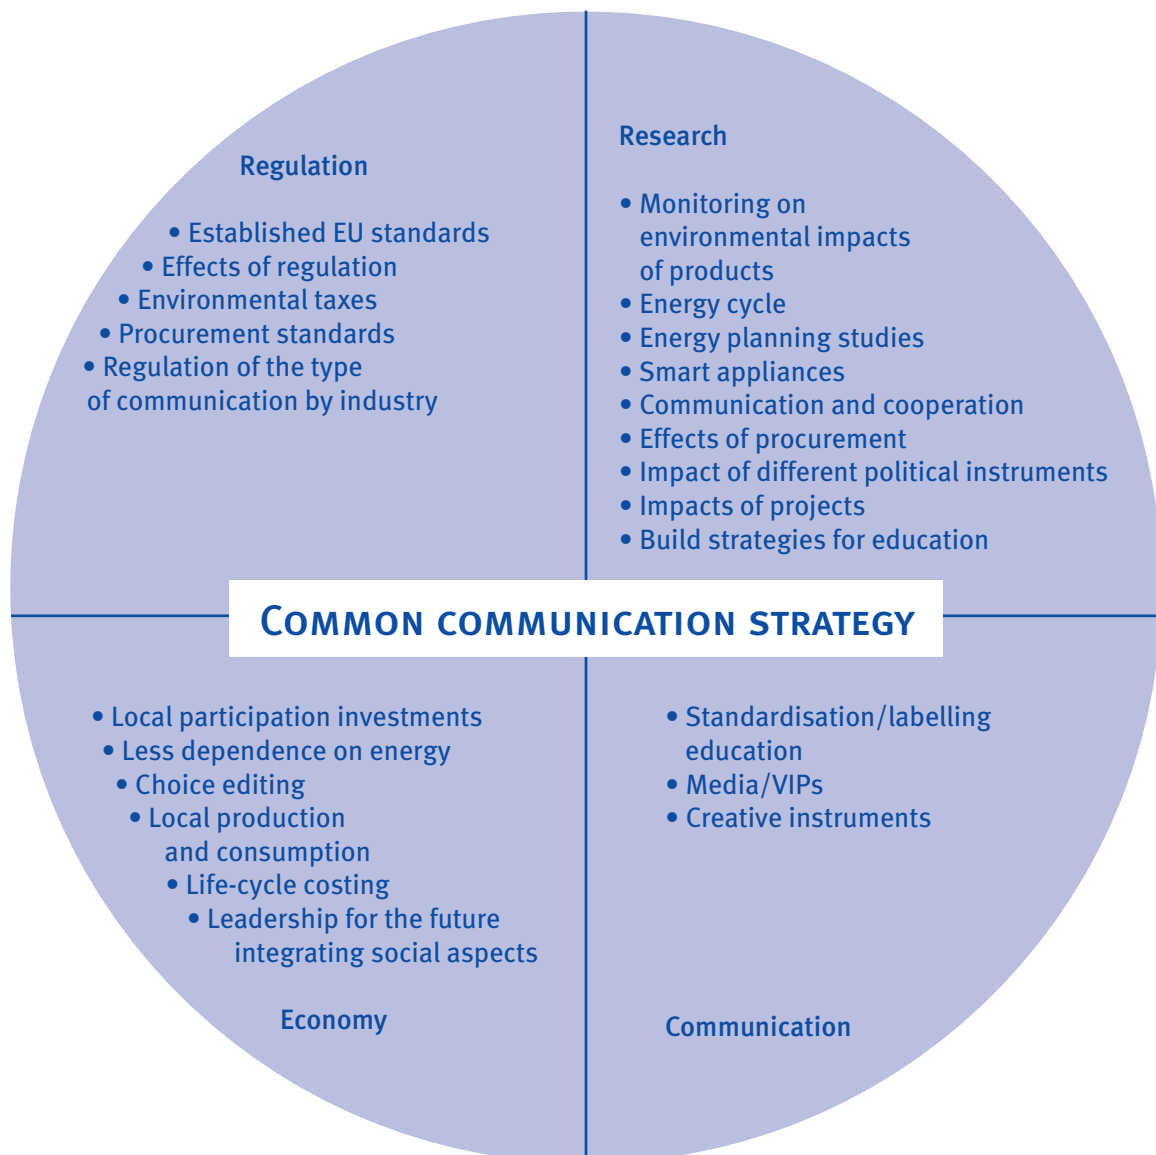 Regulation
• Established EU standards
• Effects of regulation
• Environmental taxes
• Procurement standards
• Regulation of the type
of communication by industry
Research
• Monitoring on
environmental impacts
of products
• Energy cycle
• Energy planning studies
• Smart appliances
• Communication and cooperation
• Effects of procurement
• Impact of different political instruments
• Impacts of projects
• Build strategies for education
COMMON COMMUNICATION STRATEGY
• Local participation investments
• Less dependence on energy
• Choice editing
• Local production
and consumption
• Life-cycle costing
• Leadership for the future
integrating social aspects
Economy
• Standardisation/labelling
education
• Media/VIPs
• Creative instruments
Communication